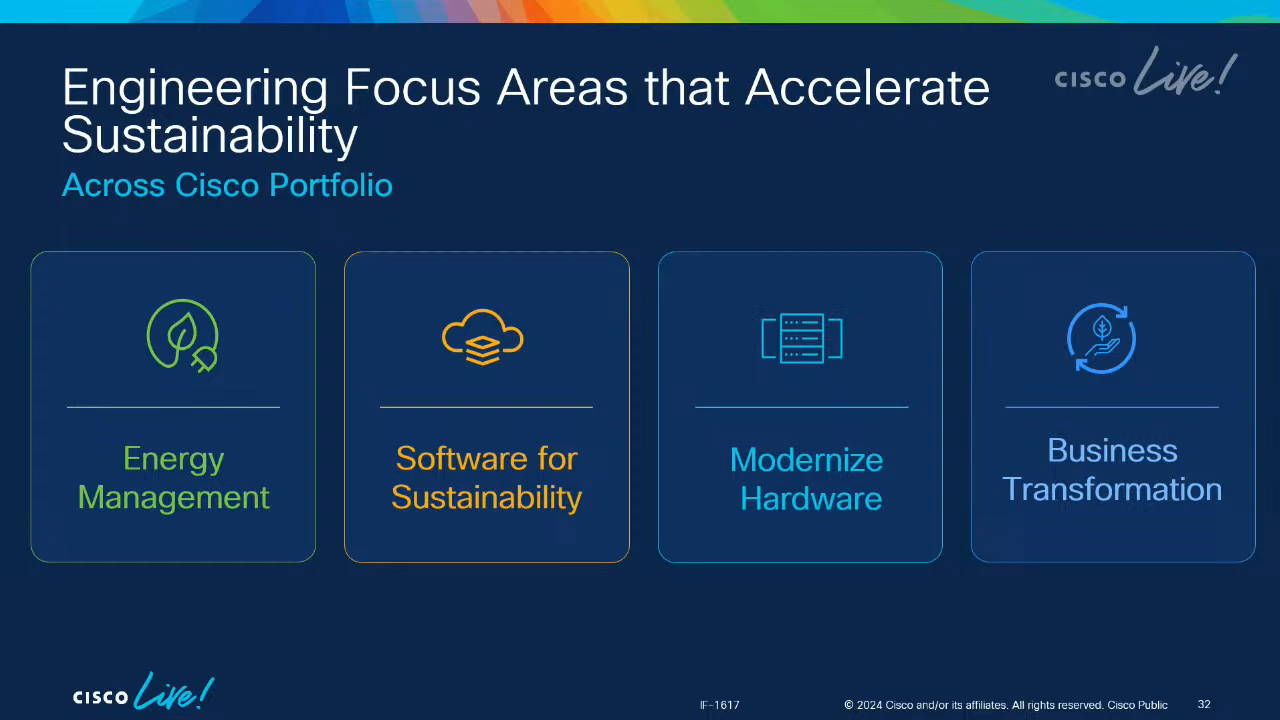 Engineering Focus Areas that Accelerate
Sustainability
Across Cisco Portfolio
CISCO Live!
Energy
Management
Software for
Sustainability
Modernize
Hardware
Business
Transformation
CISCO Live!
IF-1617
© 2024 Cisco and/or its affiliates. All rights reserved. Cisco Public
32